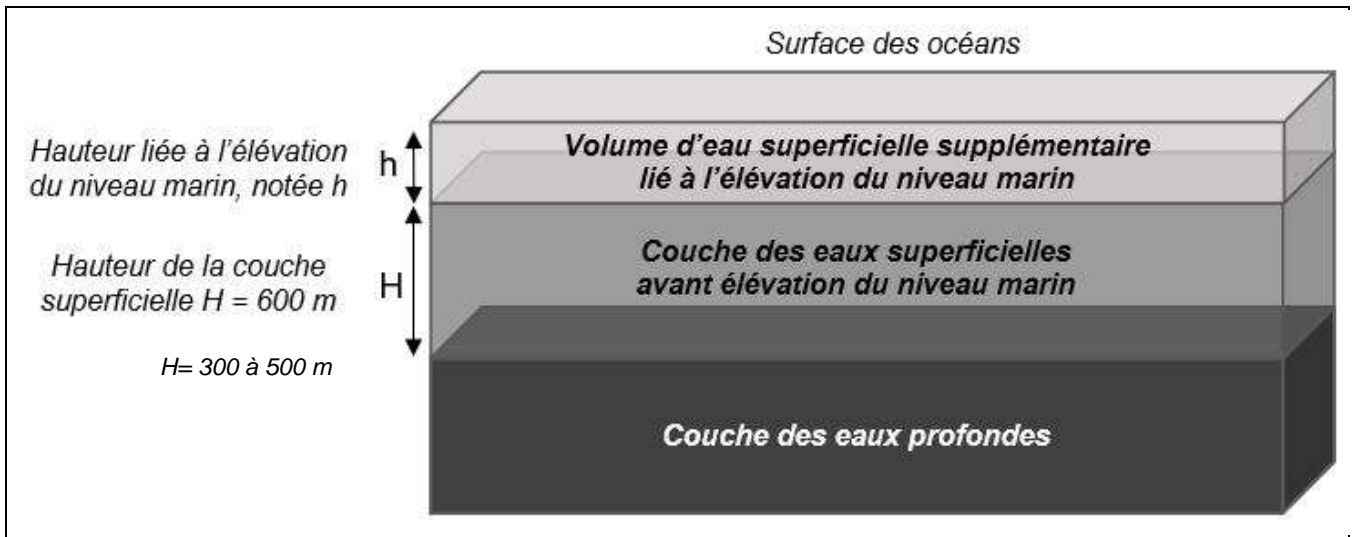 Surface des océans
Hauteur liée à l'élévation
du niveau marin, notée h
h
Volume d'eau superficielle supplémentaire
lié à l'élévation du niveau marin
Hauteur de la couche
superficielle H = 600 m
H
Couche des eaux superficielles
avant élévation du niveau marin
H= 300 à 500 m
Couche des eaux profondes